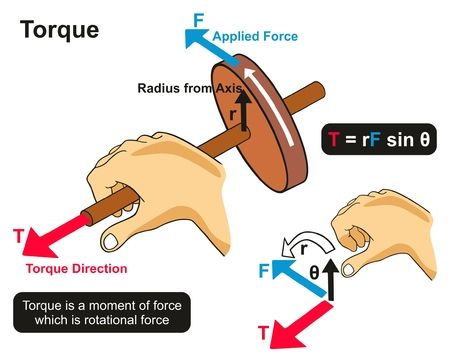 Torque
F
Applied Force
Radius from Axis
r
T = rF sin θ
T
Torque Direction
r
F
θ
T
Torque is a moment of force
which is rotational force